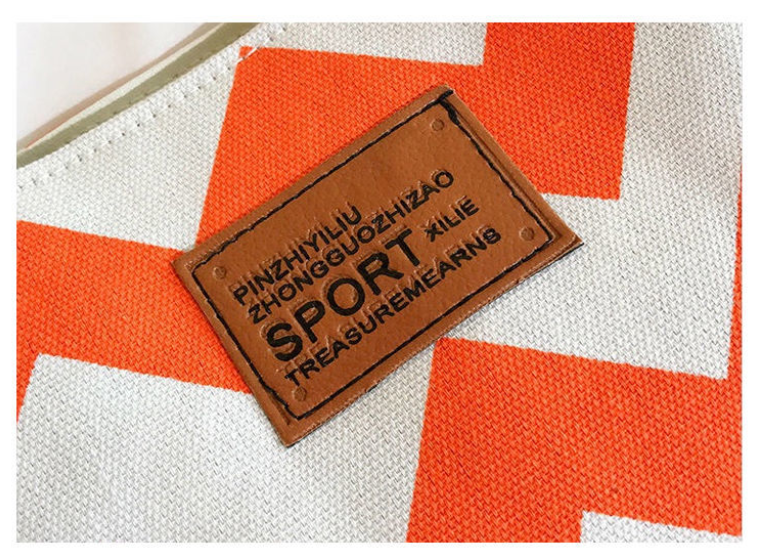 PINZHIYILIU
ZHONGGUOZHIZAO
SPORT XILIE
TREASUREMEARNS